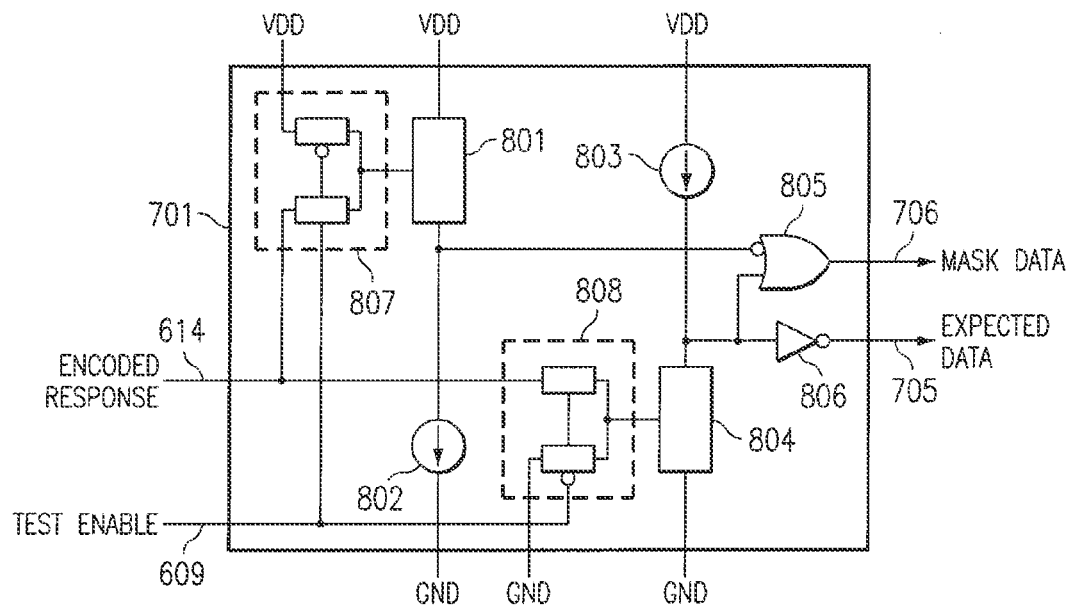 VDD VDD VDD
801
803
805
701
706
MASK DATA
807
808
614
EXPECTED
DATA
ENCODED
RESPONSE
806
705
804
802
TEST ENABLE
609
GND GND GND